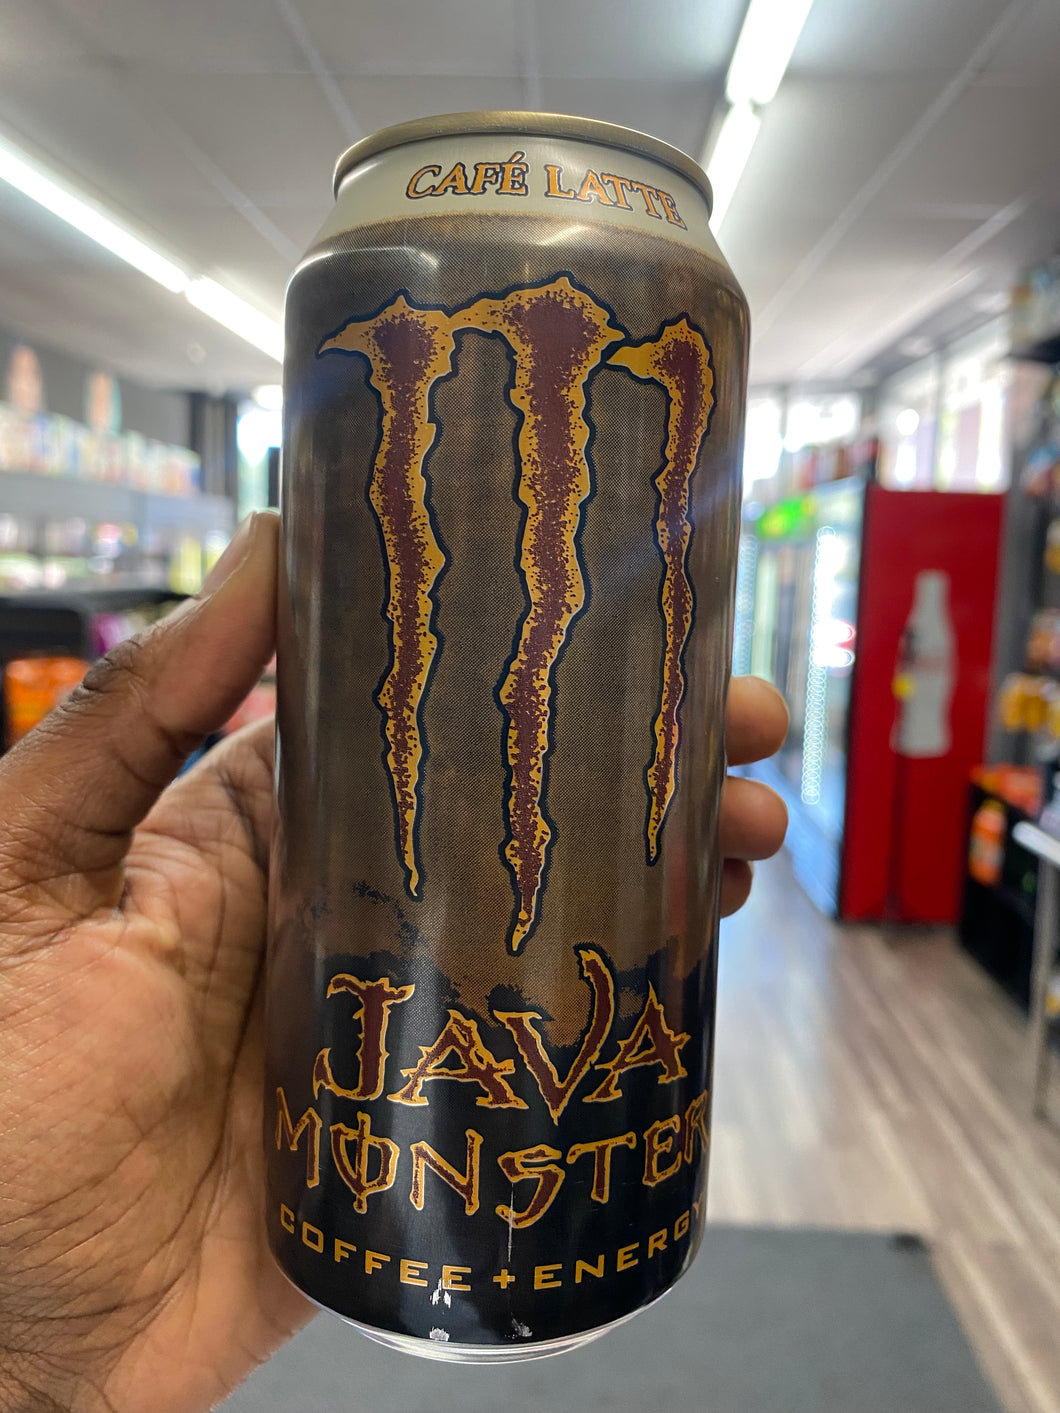 CAFÉ LATTE
JAVA
MONSTER
COFFEE + ENERGY